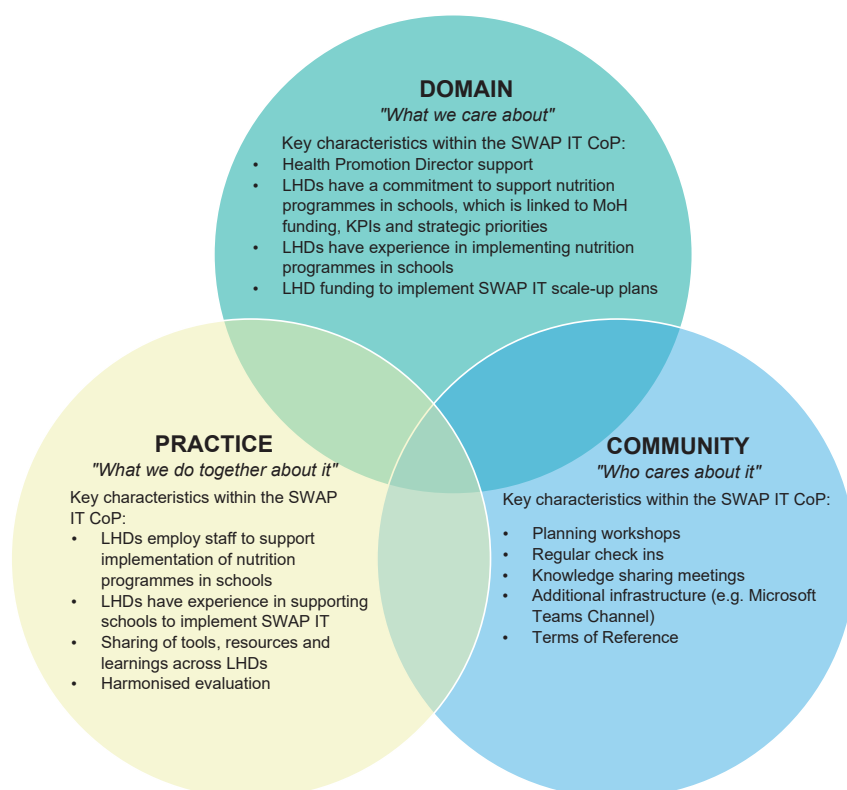 DOMAIN
"What we care about"
Key characteristics within the SWAP IT CoP:
• Health Promotion Director support
• LHDs have a commitment to support nutrition
programmes in schools, which is linked to MoH
funding, KPIs and strategic priorities
• LHDs have experience in implementing nutrition
programmes in schools
• LHD funding to implement SWAP IT scale-up plans
PRACTICE
"What we do together about it"
Key characteristics within the SWAP
IT CoP:
• LHDs employ staff to support
implementation of nutrition
programmes in schools
• LHDs have experience in supporting
schools to implement SWAP IT
• Sharing of tools, resources and
learnings across LHDs
• Harmonised evaluation
COMMUNITY
"Who cares about it"
Key characteristics within the SWAP IT CoP:
• Planning workshops
• Regular check ins
• Knowledge sharing meetings
• Additional infrastructure (e.g. Microsoft
Teams Channel)
• Terms of Reference